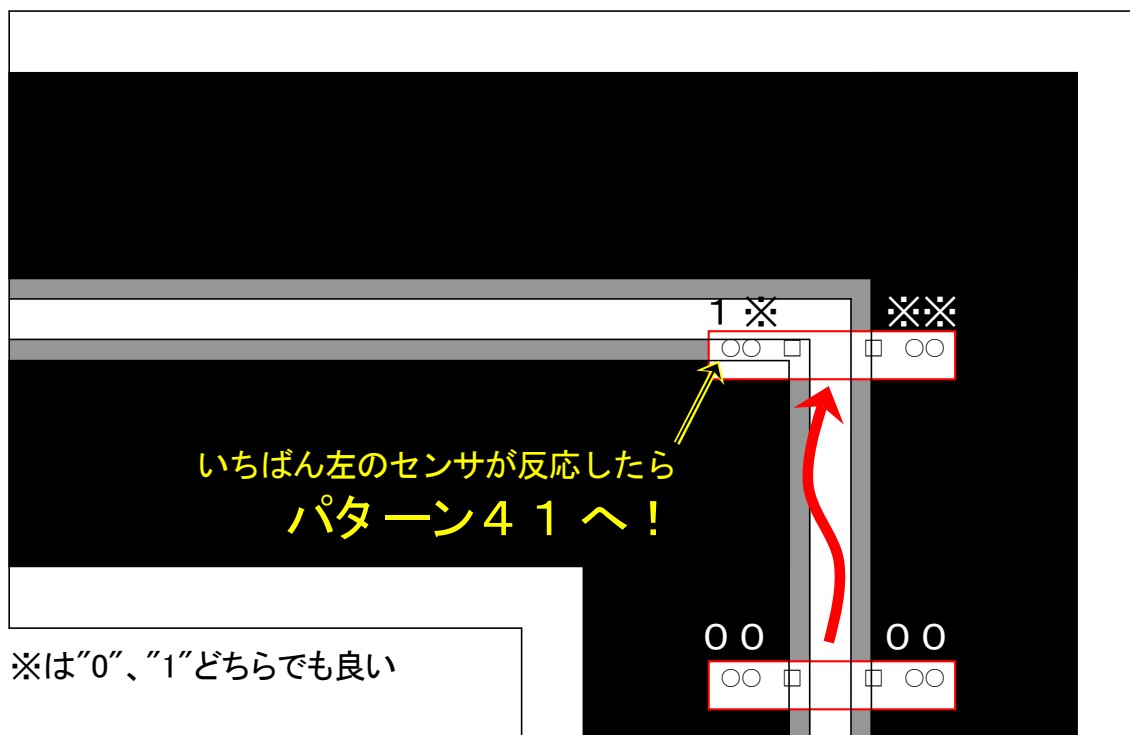 １※ ※※
いちばん左のセンサが反応したら
パターン４１へ！
００ ００
※は"0"、"1"どちらでも良い